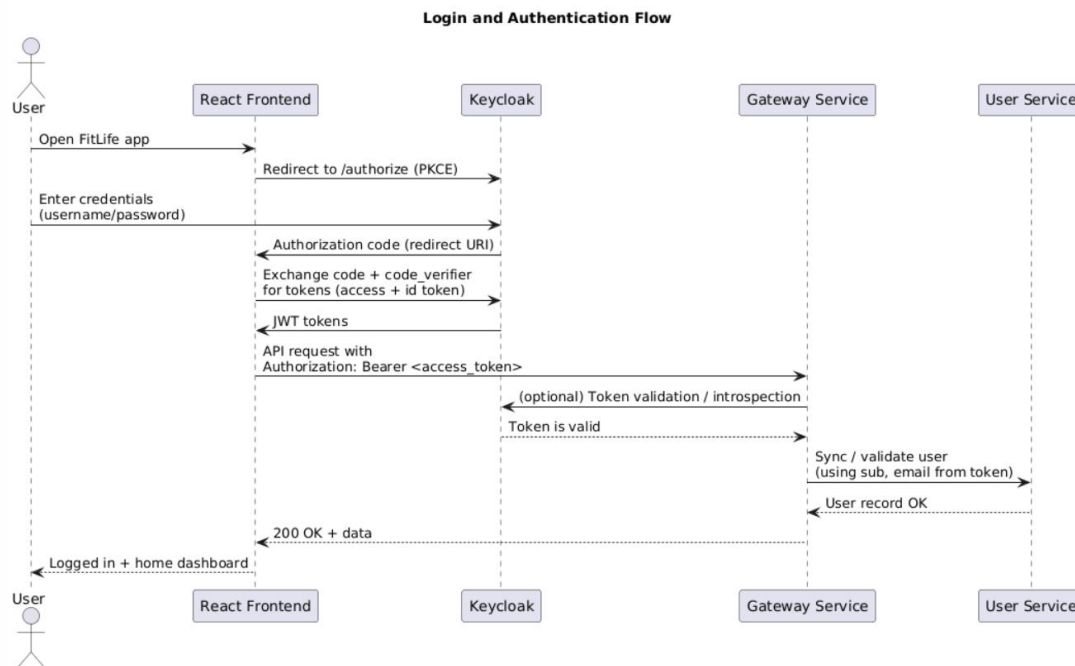 Login and Authentication Flow
User
React Frontend
Keycloak
Gateway Service
User Service
Open FitLife app
Redirect to /authorize (PKCE)
Enter credentials
(username/password)
Authorization code (redirect URI)
Exchange code + code_verifier
for tokens (access + id token)
JWT tokens
API request with
Authorization: Bearer <access_token>
(optional) Token validation / introspection
Token is valid
Sync / validate user
(using sub, email from token)
User record OK
200 OK + data
Logged in + home dashboard
User
React Frontend
Keycloak
Gateway Service
User Service